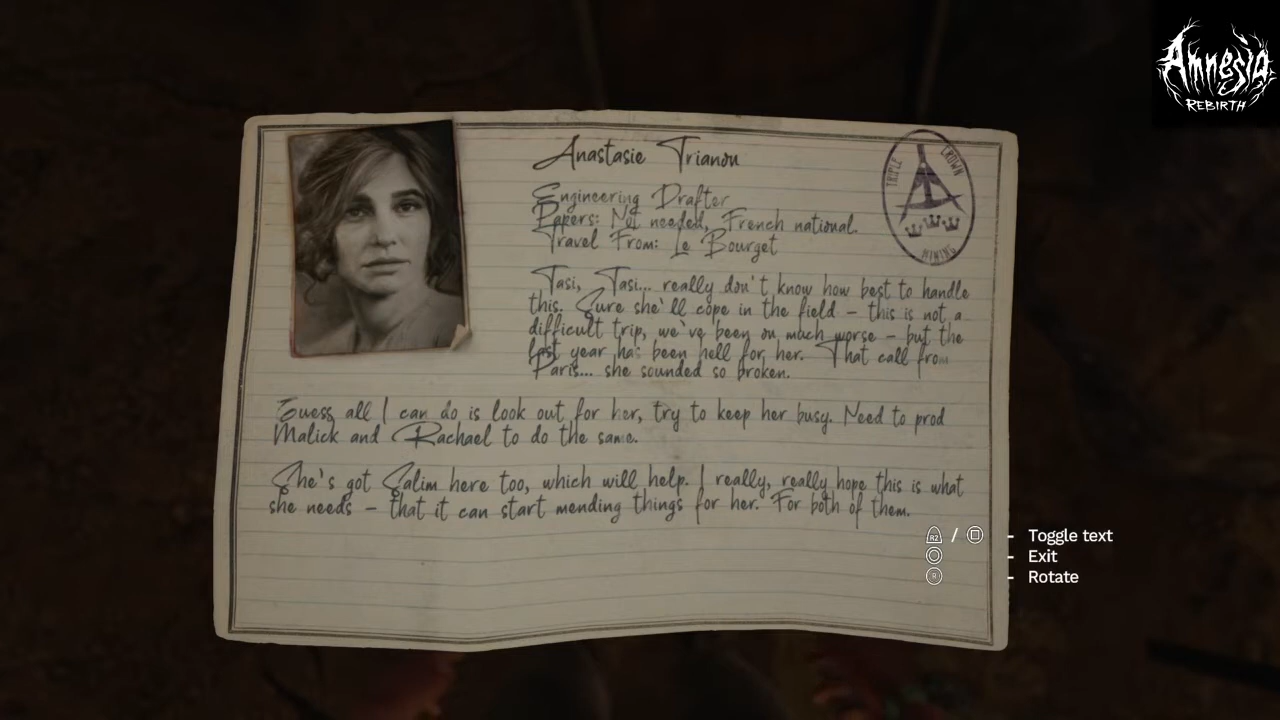 Amnesia
REBIRTH
Anastasie Trianon
TRIPLE CROWN
MINING
Engineering Drafter
Papers: Not needed, French national.
Travel From: Le Bourget
Tasi, Tasi... really don't know how best to handle
this. Sure she'll cope in the field – this is not a
difficult trip, we've been on much worse – but the
last year has been hell for her. That call from
Paris... she sounded so broken.
Guess all I can do is look out for her, try to keep her busy. Need to prod
Malick and Rachael to do the same.
She's got Salim here too, which will help. I really, really hope this is what
she needs – that it can start mending things for her. For both of them.
R2 / - Toggle text
- Exit
R - Rotate